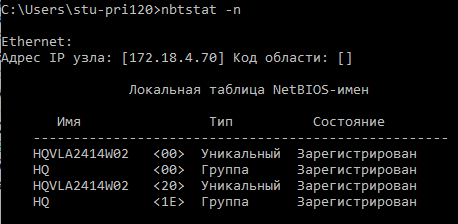 C:\Users\stu-pri120>nbtstat -n
Ethernet:
Адрес IP узла: [172.18.4.70] Код области: []
Локальная таблица NetBIOS-имен
Имя Тип Состояние
---------------------------------------------------
HQVLA2414W02 <00> Уникальный Зарегистрирован
HQ <00> Группа Зарегистрирован
HQVLA2414W02 <20> Уникальный Зарегистрирован
HQ <1E> Группа Зарегистрирован